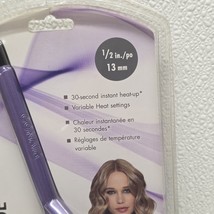 1/2 in./po
13 mm
• 30-second instant heat-up*
• Variable Heat settings
• Chaleur instantanée en
30 secondes*
• Réglages de température
variable